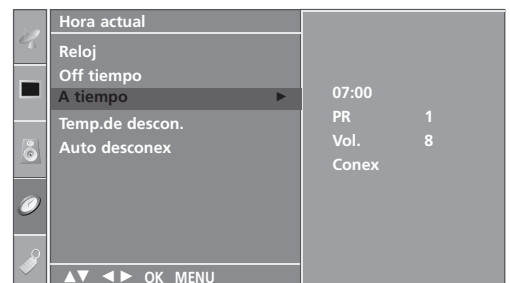 Hora actual
Reloj
Off tiempo
A tiempo ►
Temp.de descon.
Auto desconex
07:00
PR 1
Vol. 8
Conex
▲▼ ◄► OK MENU